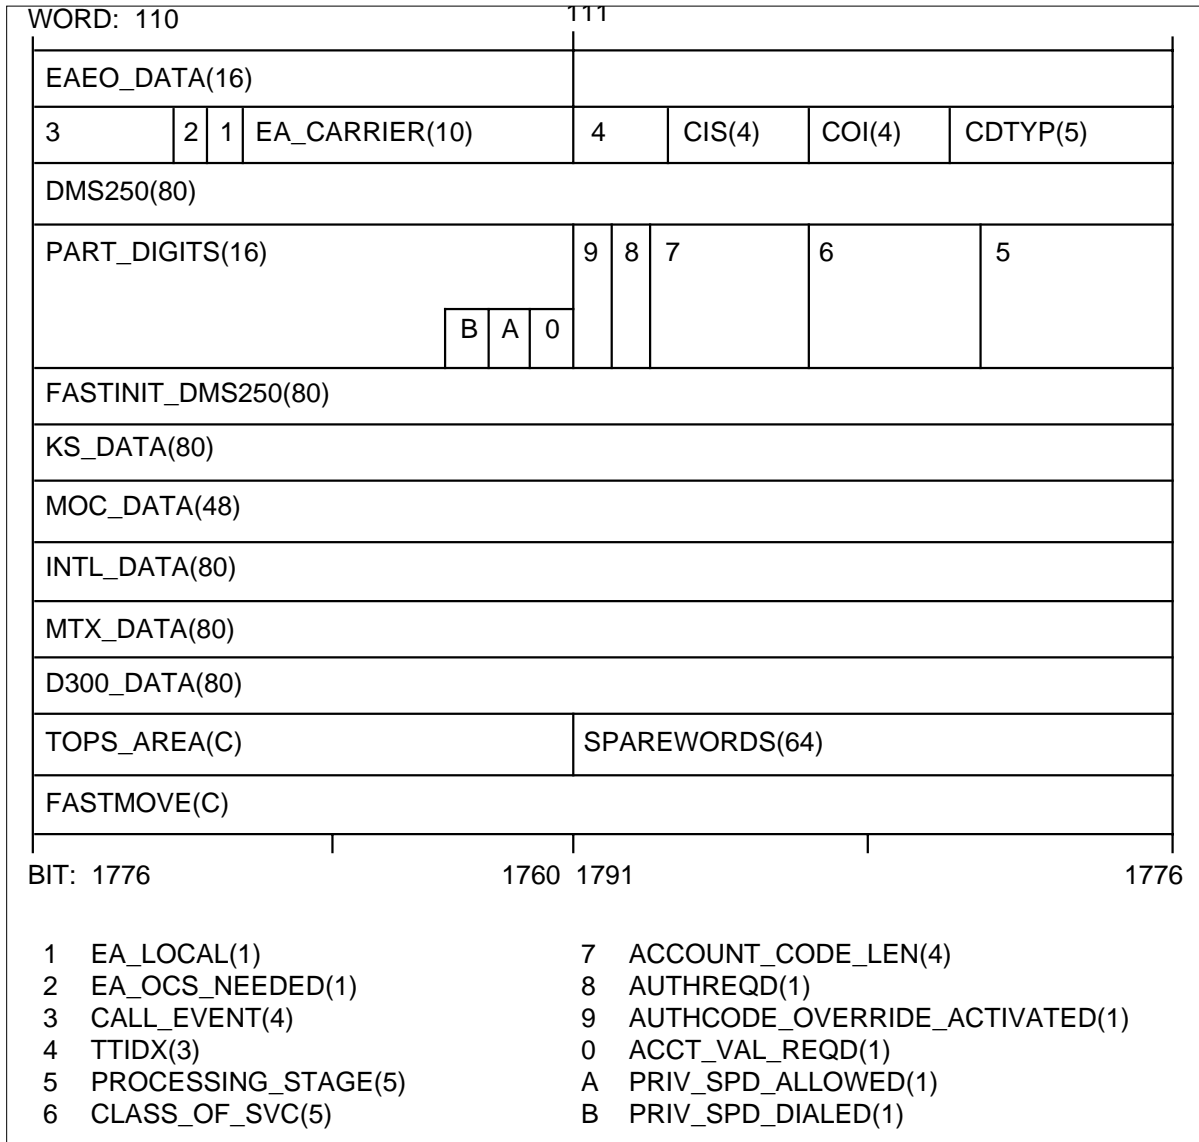 WORD: 110 111
EAEO_DATA(16)
3 2 1 EA_CARRIER(10) 4 CIS(4) COI(4) CDTYP(5)
DMS250(80)
PART_DIGITS(16) 9 8 7 6 5
B A 0
FASTINIT_DMS250(80)
KS_DATA(80)
MOC_DATA(48)
INTL_DATA(80)
MTX_DATA(80)
D300_DATA(80)
TOPS_AREA(C) SPAREWORDS(64)
FASTMOVE(C)
BIT: 1776 1760 1791 1776
1 EA_LOCAL(1)
2 EA_OCS_NEEDED(1)
3 CALL_EVENT(4)
4 TTIDX(3)
5 PROCESSING_STAGE(5)
6 CLASS_OF_SVC(5)
7 ACCOUNT_CODE_LEN(4)
8 AUTHREQD(1)
9 AUTHCODE_OVERRIDE_ACTIVATED(1)
0 ACCT_VAL_REQD(1)
A PRIV_SPD_ALLOWED(1)
B PRIV_SPD_DIALED(1)